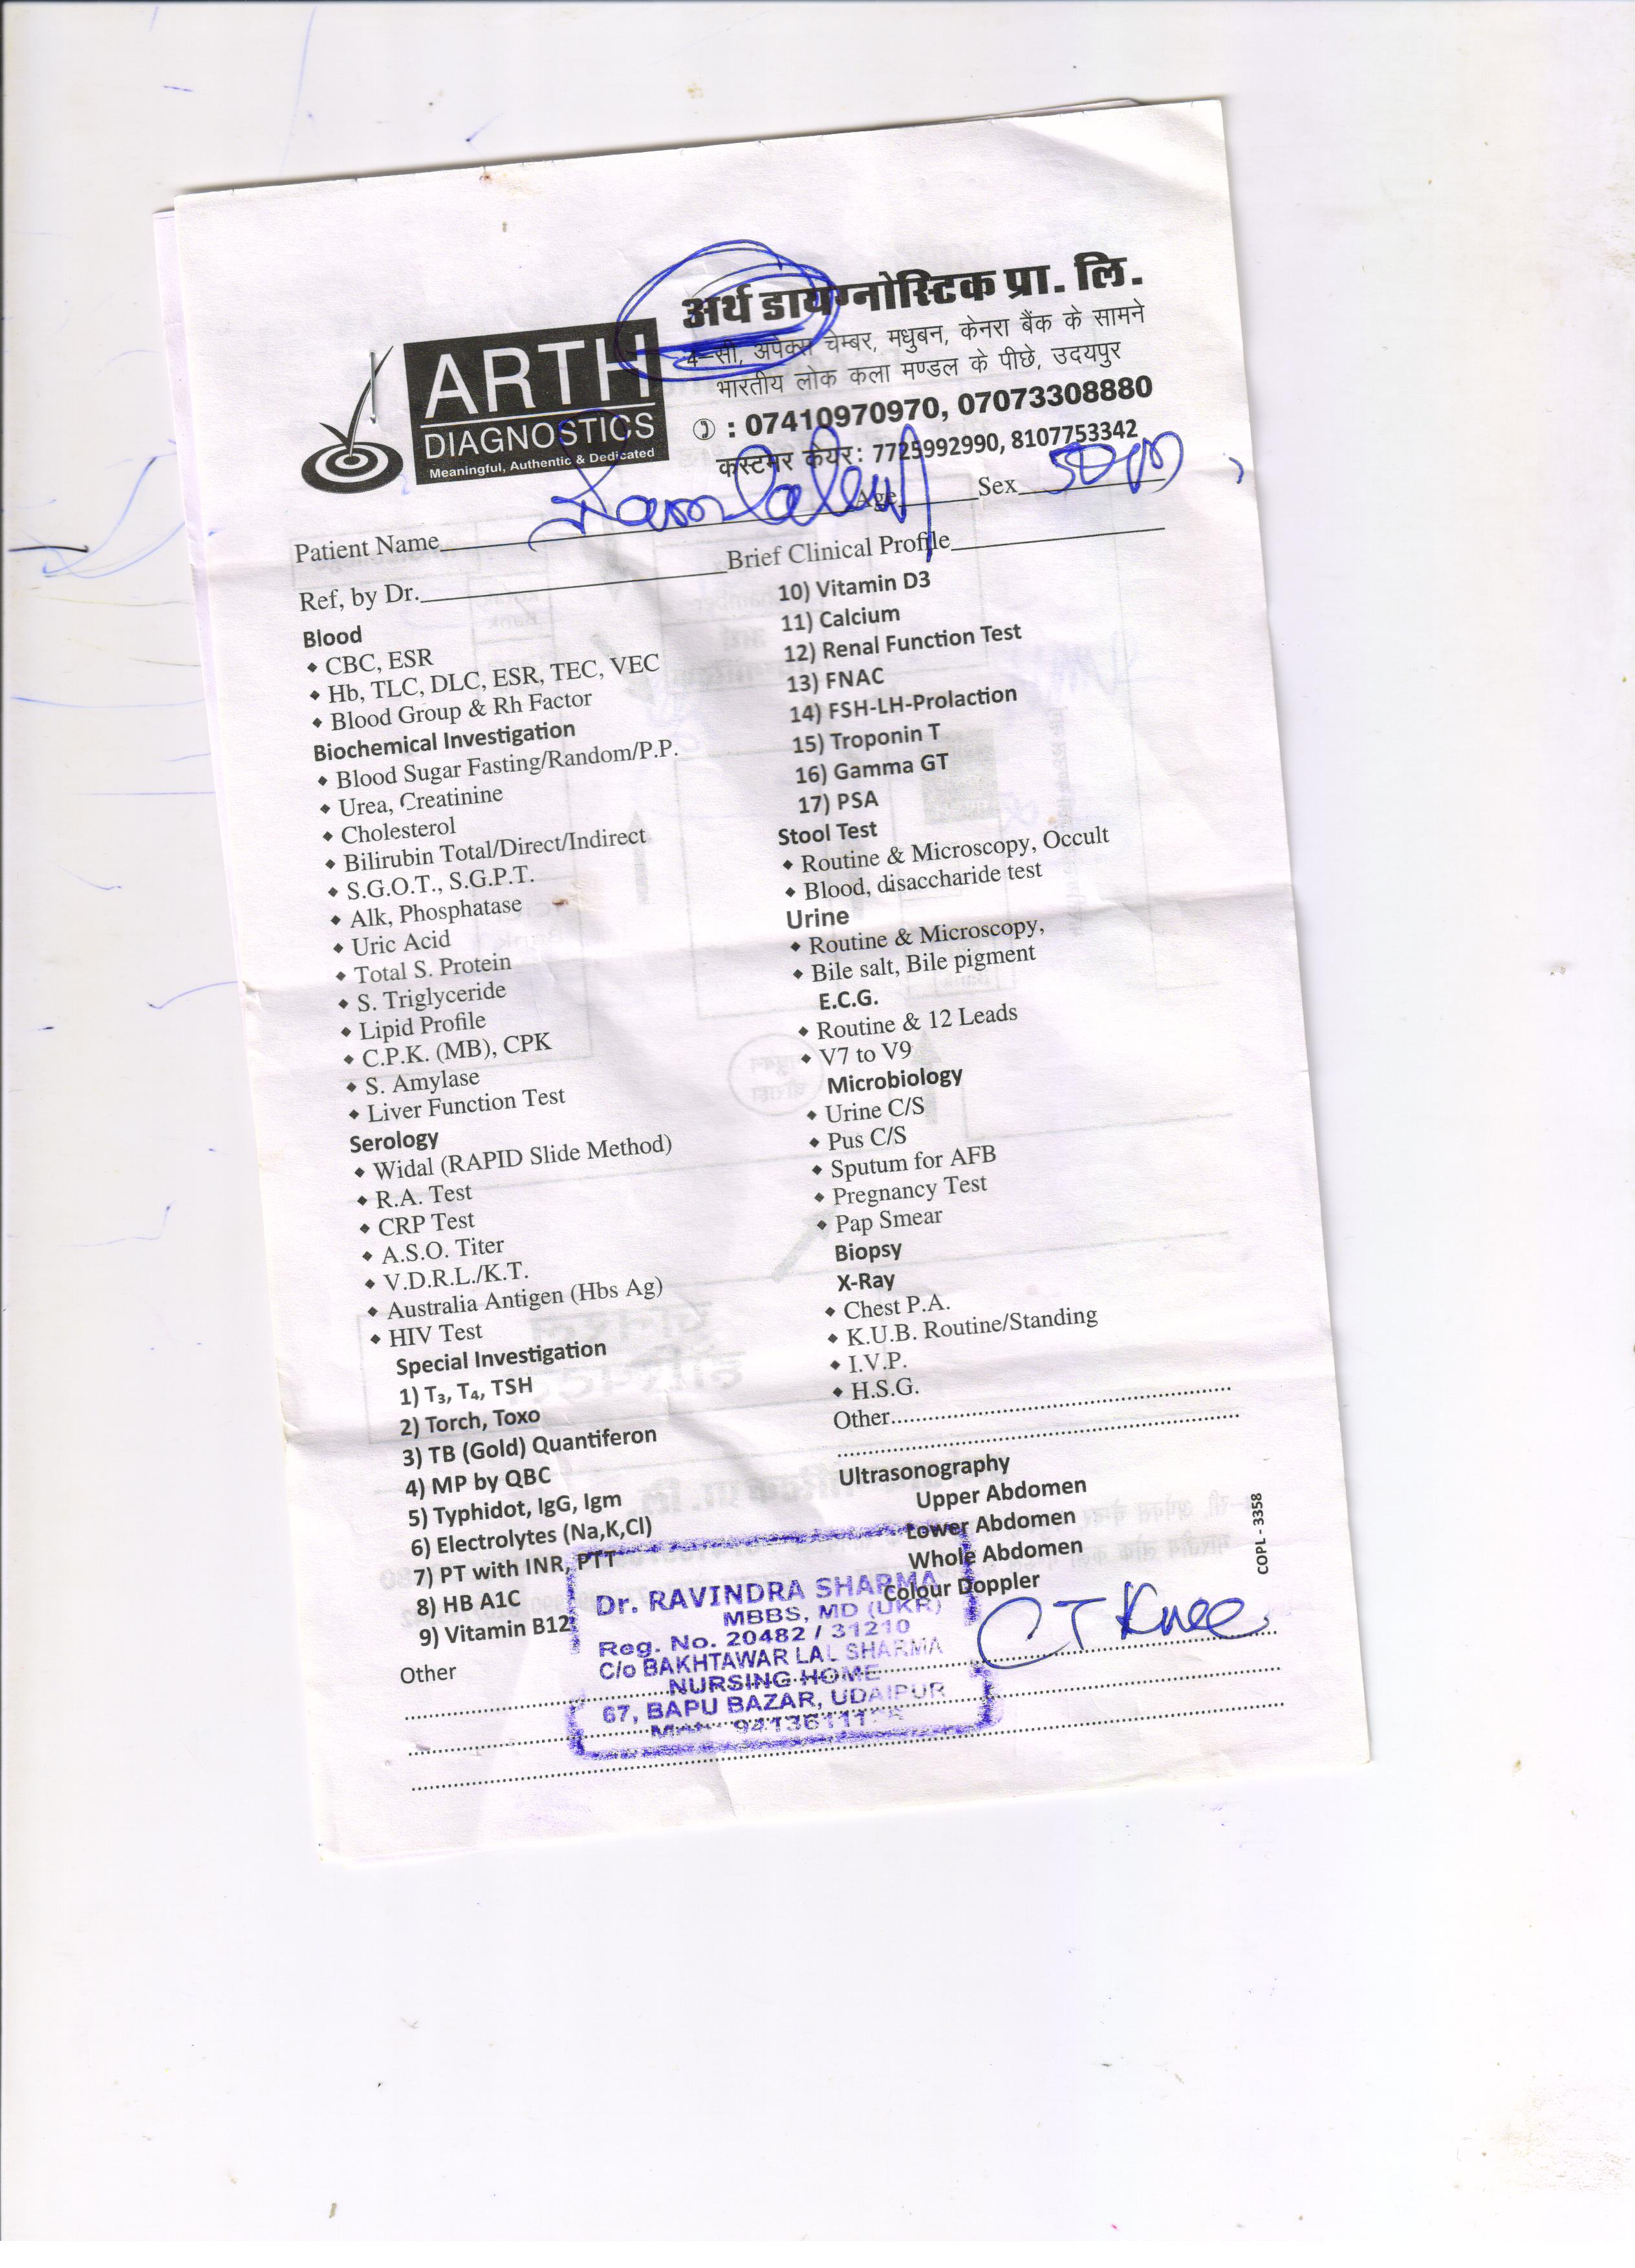 अर्थ डायग्नोस्टिक प्रा. लि.
4-सी, अपेक्स चेम्बर, मधुबन, केनरा बैंक के सामने
भारतीय लोक कला मण्डल के पीछे, उदयपुर
: 07410970970, 07073308880
कस्टमर केयर: 7725992990, 8107753342
ARTH
DIAGNOSTICS
Meaningful, Authentic & Dedicated
Patient Name Age Sex
Ref, by Dr. Brief Clinical Profile
Blood
CBC, ESR
Hb, TLC, DLC, ESR, TEC, VEC
Blood Group & Rh Factor
Biochemical Investigation
Blood Sugar Fasting/Random/P.P.
Urea, Creatinine
Cholesterol
Bilirubin Total/Direct/Indirect
S.G.O.T., S.G.P.T.
Alk, Phosphatase
Uric Acid
Total S. Protein
S. Triglyceride
Lipid Profile
C.P.K. (MB), CPK
S. Amylase
Liver Function Test
Serology
Widal (RAPID Slide Method)
R.A. Test
CRP Test
A.S.O. Titer
V.D.R.L./K.T.
Australia Antigen (Hbs Ag)
HIV Test
Special Investigation
1) T₃, T₄, TSH
2) Torch, Toxo
3) TB (Gold) Quantiferon
4) MP by QBC
5) Typhidot, IgG, Igm
6) Electrolytes (Na,K,Cl)
7) PT with INR, PTT
8) HB A1C
9) Vitamin B12
Other
10) Vitamin D3
11) Calcium
12) Renal Function Test
13) FNAC
14) FSH-LH-Prolaction
15) Troponin T
16) Gamma GT
17) PSA
Stool Test
Routine & Microscopy, Occult
Blood, disaccharide test
Urine
Routine & Microscopy,
Bile salt, Bile pigment
E.C.G.
Routine & 12 Leads
V7 to V9
Microbiology
Urine C/S
Pus C/S
Sputum for AFB
Pregnancy Test
Pap Smear
Biopsy
X-Ray
Chest P.A.
K.U.B. Routine/Standing
I.V.P.
H.S.G.
Other
Ultrasonography
Upper Abdomen
Lower Abdomen
Whole Abdomen
Colour Doppler
CT Knee
COPL - 3358
Dr. RAVINDRA SHARMA
MBBS, MD (UKR)
Reg. No. 20482 / 31210
C/o BAKHTAWAR LAL SHARMA
NURSING HOME
67, BAPU BAZAR, UDAIPUR